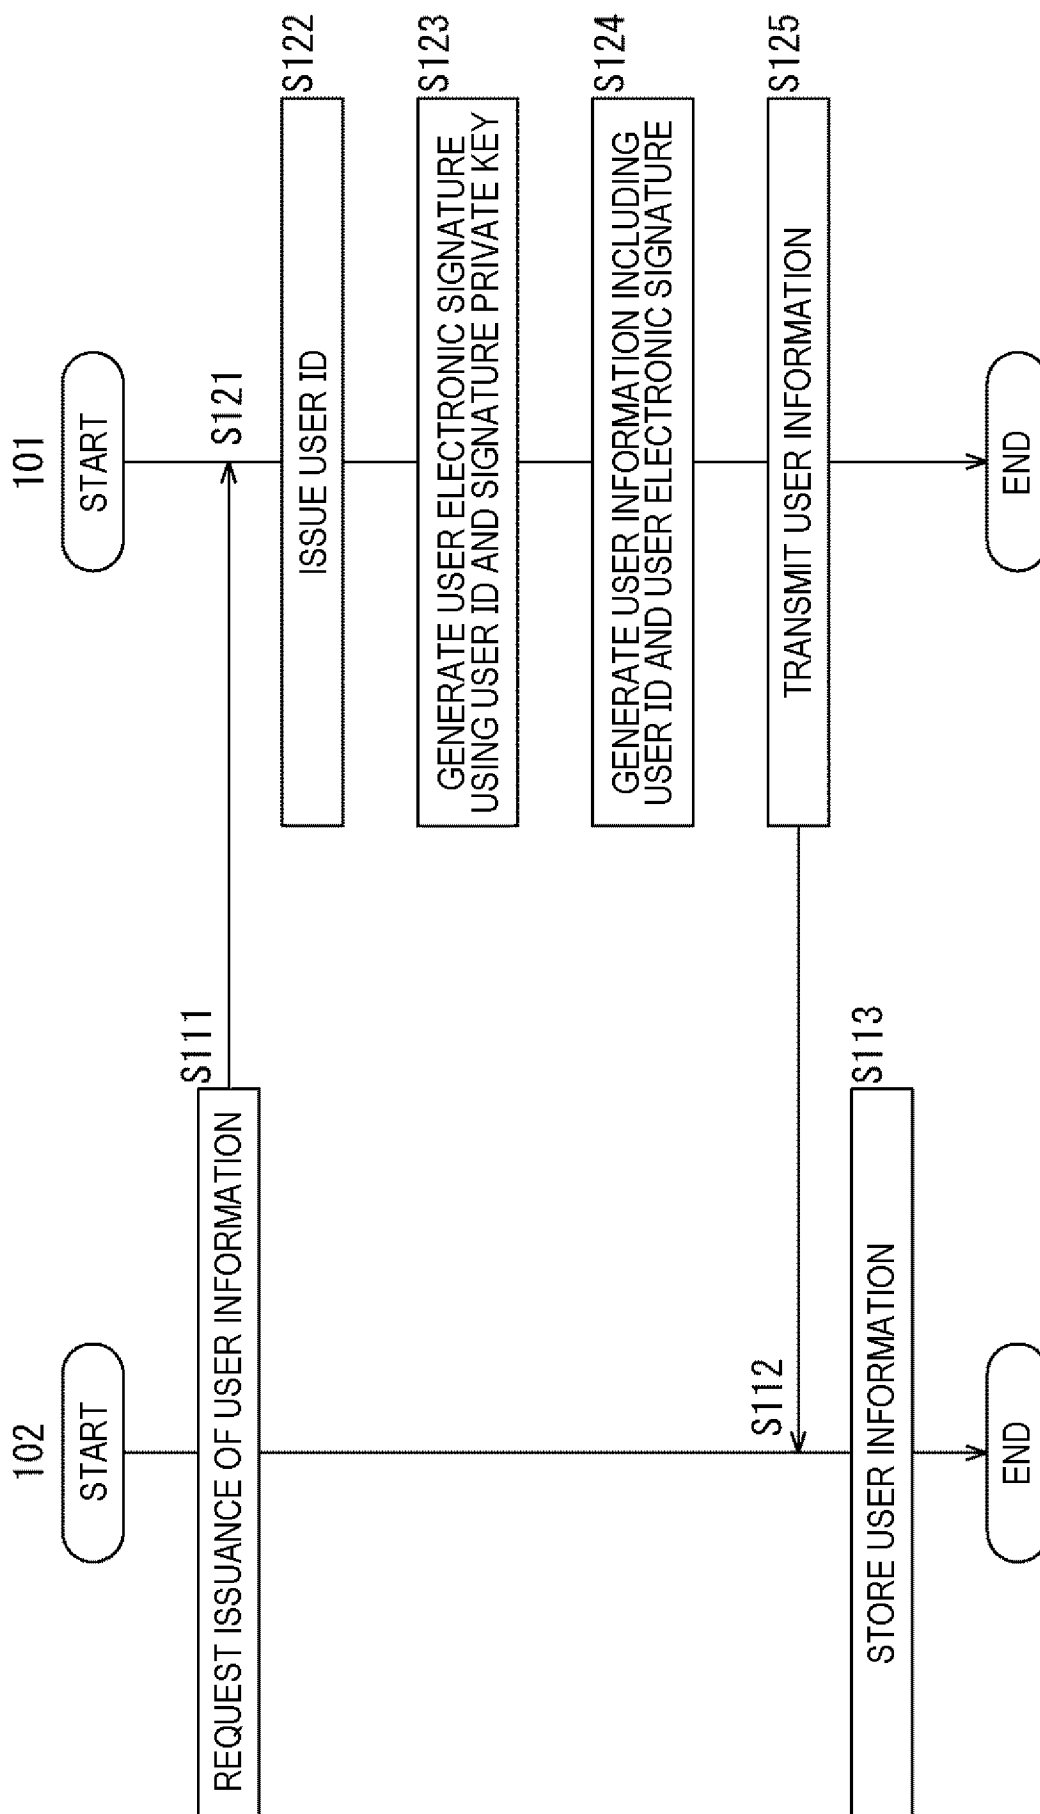 102
START
REQUEST ISSUANCE OF USER INFORMATION
S111
S112
STORE USER INFORMATION
S113
END
101
START
S121
ISSUE USER ID
S122
GENERATE USER ELECTRONIC SIGNATURE
USING USER ID AND SIGNATURE PRIVATE KEY
S123
GENERATE USER INFORMATION INCLUDING
USER ID AND USER ELECTRONIC SIGNATURE
S124
TRANSMIT USER INFORMATION
S125
END